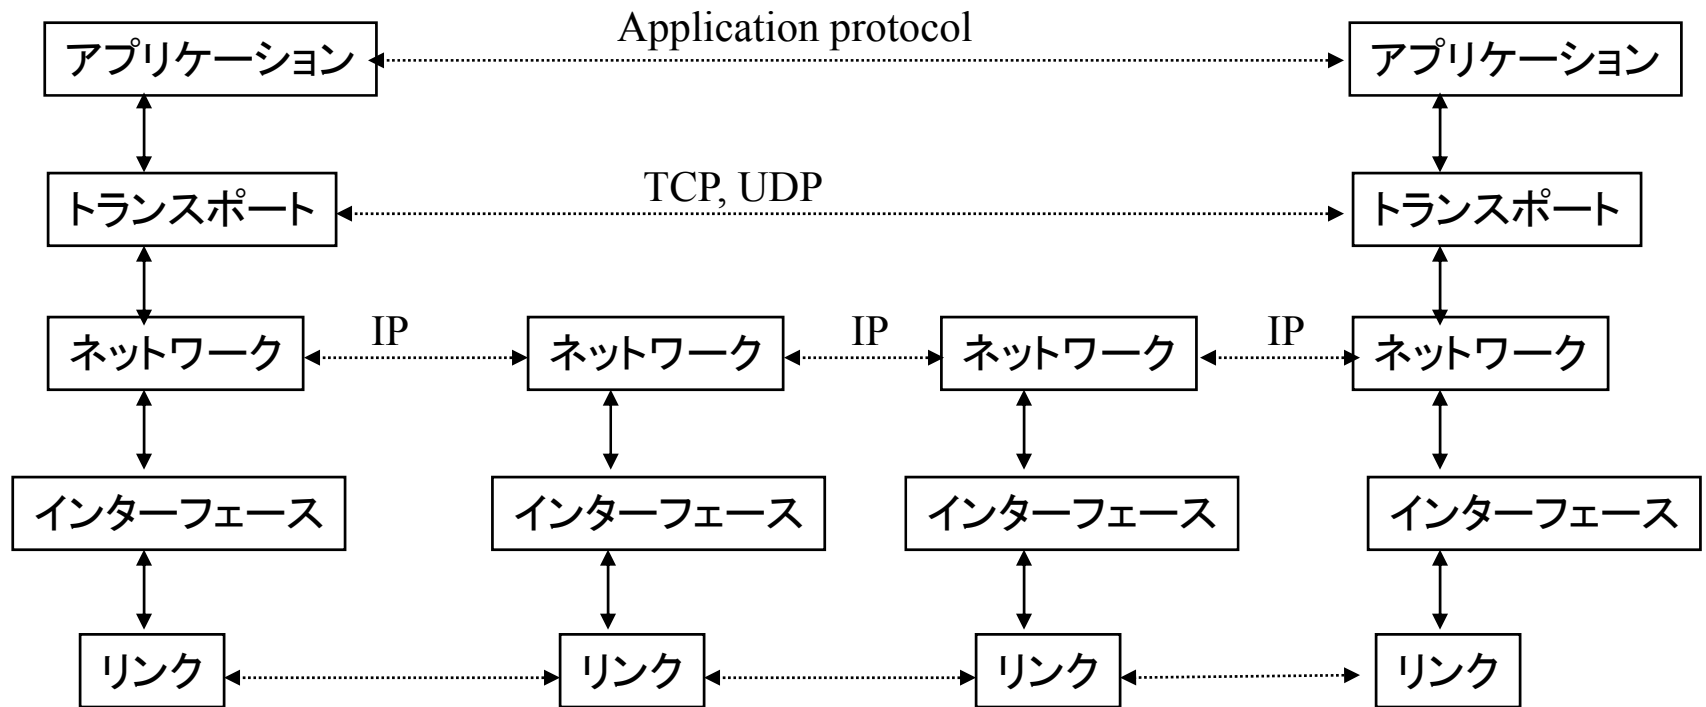 Application protocol
アプリケーション
アプリケーション
TCP, UDP
トランスポート
トランスポート
IP
IP
IP
ネットワーク
ネットワーク
ネットワーク
ネットワーク
インターフェース
インターフェース
インターフェース
インターフェース
リンク
リンク
リンク
リンク